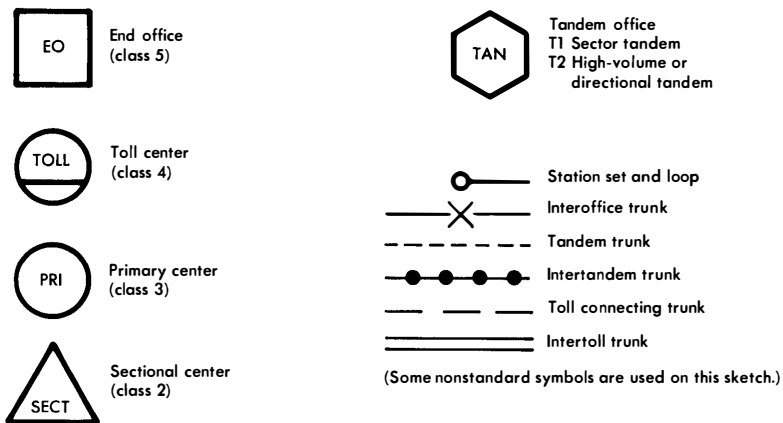 EO
End office
(class 5)
TOLL
Toll center
(class 4)
PRI
Primary center
(class 3)
SECT
Sectional center
(class 2)
TAN
Tandem office
T1 Sector tandem
T2 High-volume or
directional tandem
Station set and loop
Interoffice trunk
Tandem trunk
Intertandem trunk
Toll connecting trunk
Intertoll trunk
(Some nonstandard symbols are used on this sketch.)